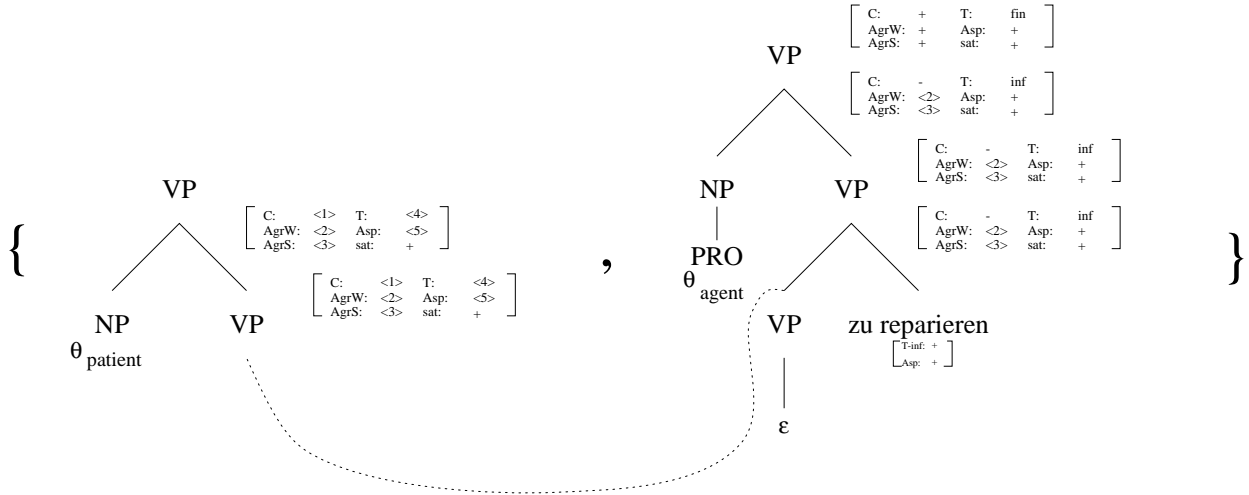 C: + T: fin
AgrW: + Asp: +
AgrS: + sat: +
VP
C: - T: inf
AgrW: <2> Asp: +
AgrS: <3> sat: +
C: - T: inf
AgrW: <2> Asp: +
AgrS: <3> sat: +
VP NP VP
C: <1> T: <4>
AgrW: <2> Asp: <5>
AgrS: <3> sat: +
C: - T: inf
AgrW: <2> Asp: +
AgrS: <3> sat: +
{ , }
PRO
θ agent
C: <1> T: <4>
AgrW: <2> Asp: <5>
AgrS: <3> sat: +
NP VP VP zu reparieren
θ patient
T-inf: +
Asp: +
ε